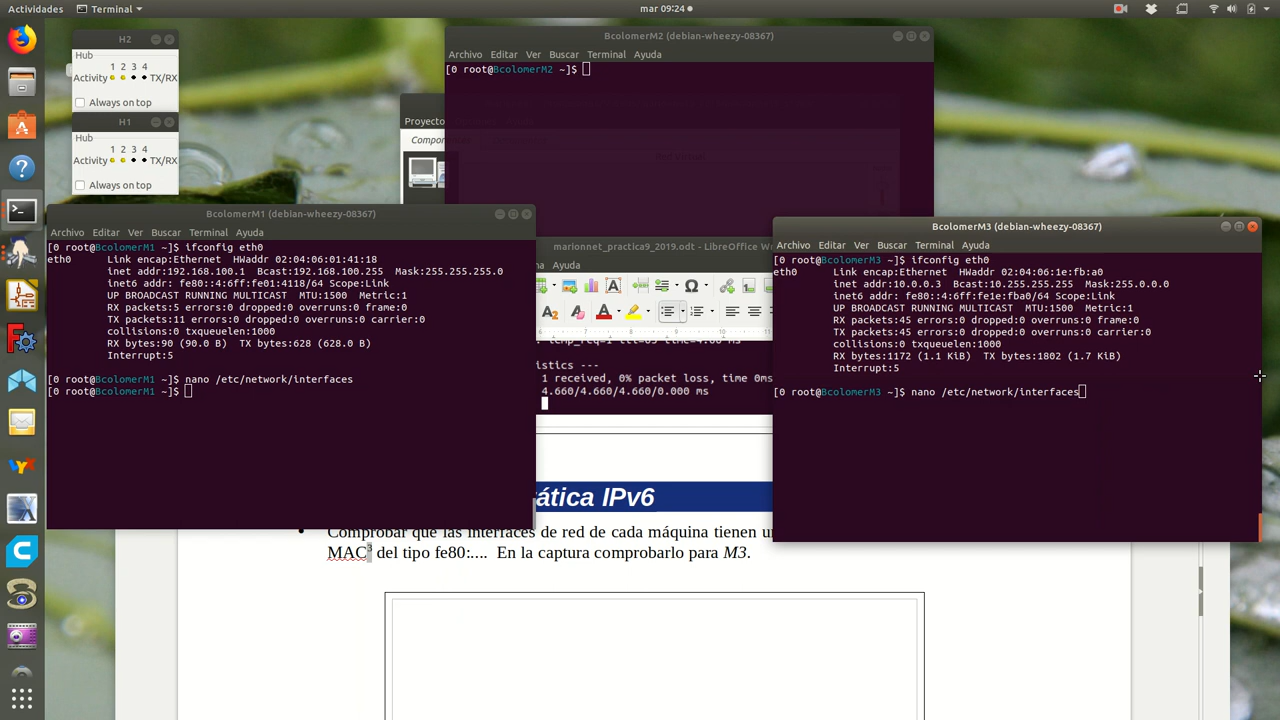 Actividades
Terminal
mar 09:24
H2
Hub
1 2 3 4
Activity TX/RX
Always on top
H1
Hub
1 2 3 4
Activity TX/RX
Always on top
BcolomerM2 (debian-wheezy-08367)
Archivo Editar Ver Buscar Terminal Ayuda
[0 root@BcolomerM2 ~]$
Proyecto
BcolomerM1 (debian-wheezy-08367)
Archivo Editar Ver Buscar Terminal Ayuda
[0 root@BcolomerM1 ~]$ ifconfig eth0
eth0 Link encap:Ethernet HWaddr 02:04:06:01:41:18
inet addr:192.168.100.1 Bcast:192.168.100.255 Mask:255.255.255.0
inet6 addr: fe80::4:6ff:fe01:4118/64 Scope:Link
UP BROADCAST RUNNING MULTICAST MTU:1500 Metric:1
RX packets:5 errors:0 dropped:0 overruns:0 frame:0
TX packets:11 errors:0 dropped:0 overruns:0 carrier:0
collisions:0 txqueuelen:1000
RX bytes:90 (90.0 B) TX bytes:628 (628.0 B)
Interrupt:5
[0 root@BcolomerM1 ~]$ nano /etc/network/interfaces
[0 root@BcolomerM1 ~]$
marionnet_practica9_2019.odt - LibreOffice Wr
Ayuda
istics ---
1 received, 0% packet loss, time 0ms
4.660/4.660/4.660/0.000 ms
BcolomerM3 (debian-wheezy-08367)
Archivo Editar Ver Buscar Terminal Ayuda
[0 root@BcolomerM3 ~]$ ifconfig eth0
eth0 Link encap:Ethernet HWaddr 02:04:06:1e:fb:a0
inet addr:10.0.0.3 Bcast:10.255.255.255 Mask:255.0.0.0
inet6 addr: fe80::4:6ff:fe1e:fba0/64 Scope:Link
UP BROADCAST RUNNING MULTICAST MTU:1500 Metric:1
RX packets:45 errors:0 dropped:0 overruns:0 frame:0
TX packets:45 errors:0 dropped:0 overruns:0 carrier:0
collisions:0 txqueuelen:1000
RX bytes:1172 (1.1 KiB) TX bytes:1802 (1.7 KiB)
Interrupt:5
[0 root@BcolomerM3 ~]$ nano /etc/network/interfaces
ática IPv6
Comprobar que las interfaces de red de cada máquina tienen u
MAC3 del tipo fe80:.... En la captura comprobarlo para M3.